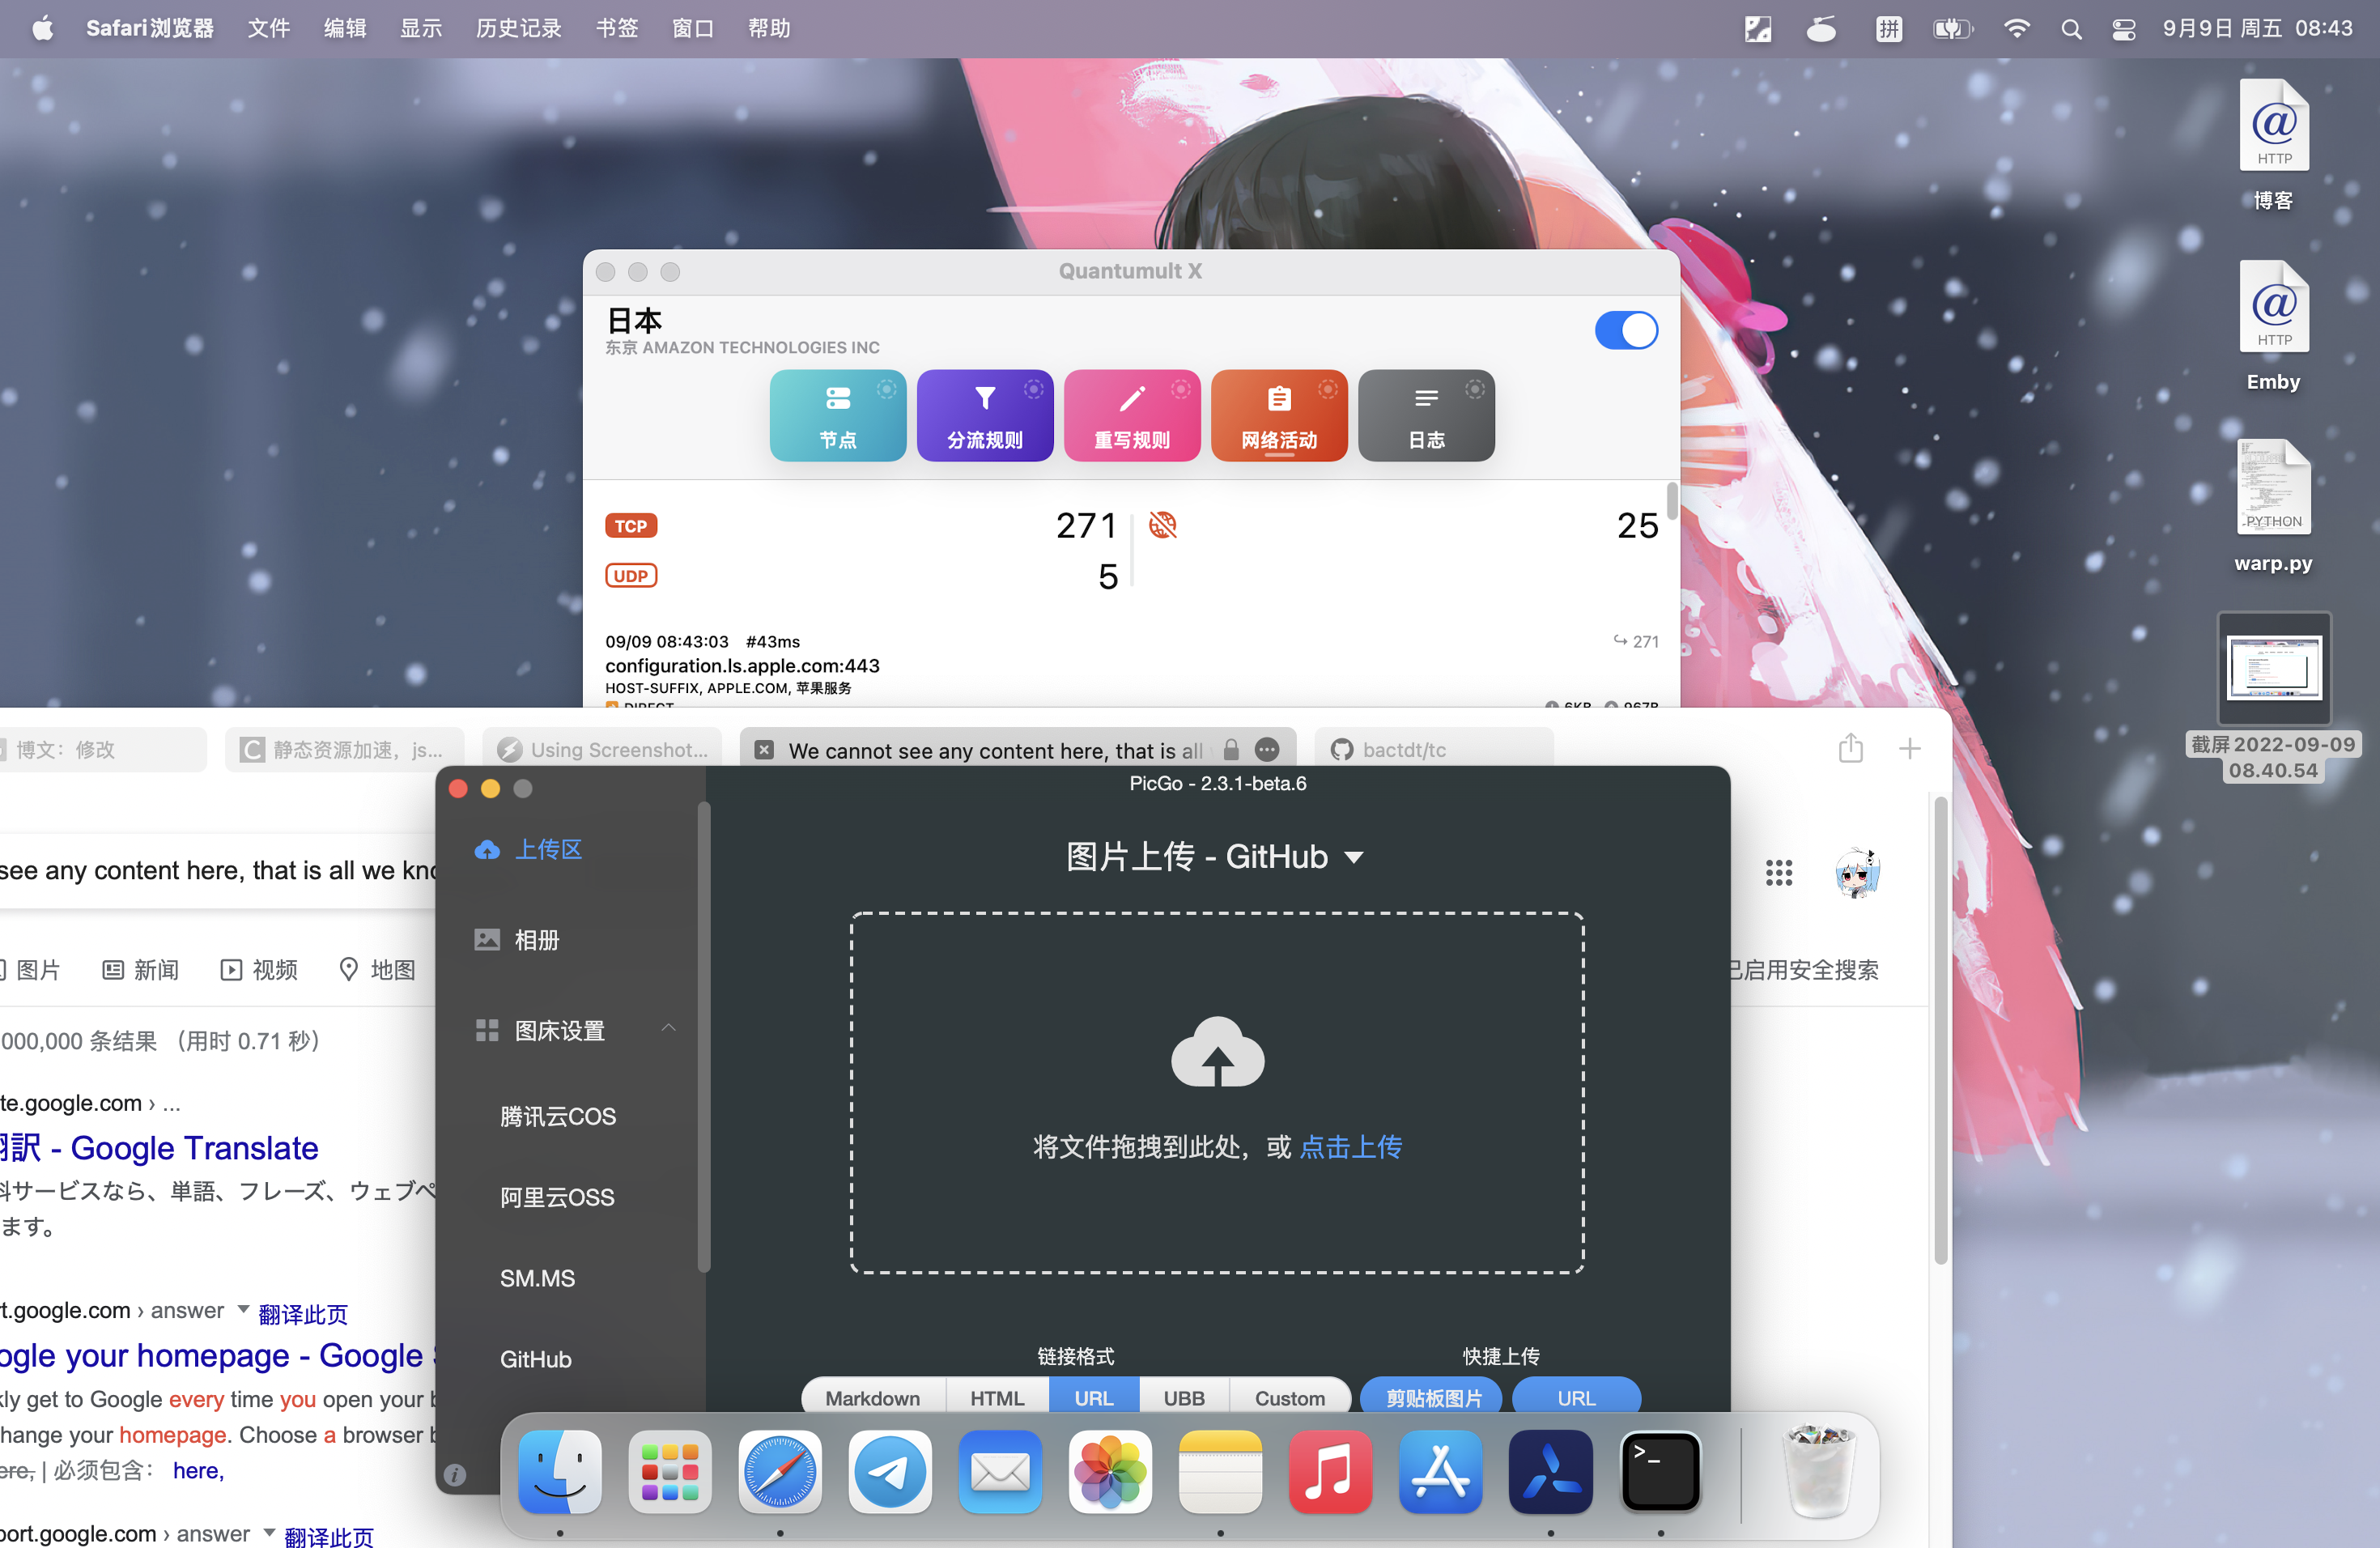 Safari浏览器 文件 编辑 显示 历史记录 书签 窗口 帮助
拼
9月9日 周五 08:43
HTTP
博客
HTTP
Emby
PYTHON
warp.py
截屏2022-09-09
08.40.54
Quantumult X
日本
东京 AMAZON TECHNOLOGIES INC
节点 分流规则 重写规则 网络活动 日志
TCP 271 25
UDP 5
09/09 08:43:03 #43ms 271
configuration.ls.apple.com:443
HOST-SUFFIX, APPLE.COM, 苹果服务
DIRECT 6KB 967B
博文：修改 静态资源加速，js... Using Screenshot... We cannot see any content here, that is all bactdt/tc
see any content here, that is all we kno
图片 新闻 视频 地图
已启用安全搜索
000,000 条结果 （用时 0.71 秒）
te.google.com › ...
翻訳 - Google Translate
料サービスなら、単語、フレーズ、ウェブペ
ます。
rt.google.com › answer 翻译此页
ogle your homepage - Google
kly get to Google every time you open your b
hange your homepage. Choose a browser b
ere, | 必须包含： here,
port.google.com › answer 翻译此页
PicGo - 2.3.1-beta.6
上传区
相册
图床设置
腾讯云COS
阿里云OSS
SM.MS
GitHub
图片上传 - GitHub
将文件拖拽到此处，或 点击上传
链接格式 快捷上传
Markdown HTML URL UBB Custom 剪贴板图片 URL